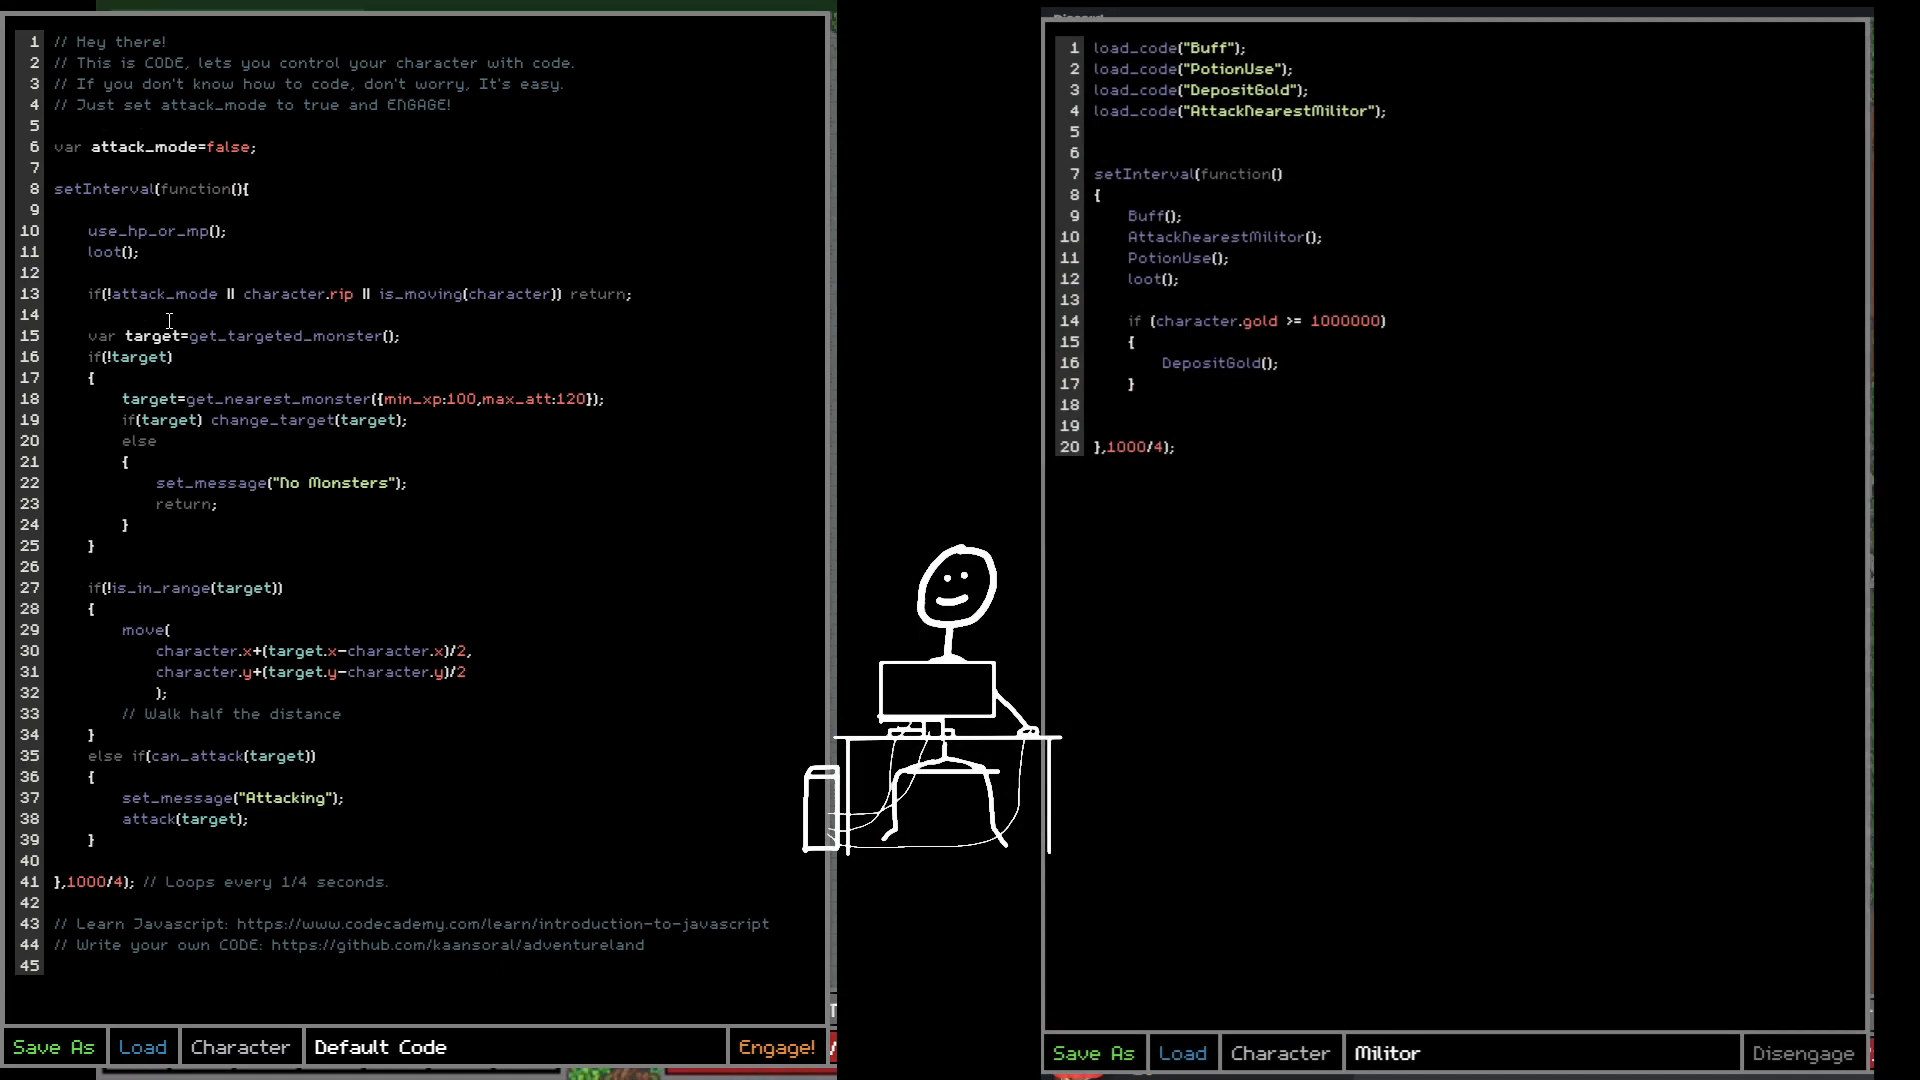 1 // Hey there!
2 // This is CODE, lets you control your character with code.
3 // If you don't know how to code, don't worry, It's easy.
4 // Just set attack_mode to true and ENGAGE!
5
6 var attack_mode=false;
7
8 setInterval(function(){
9
10 use_hp_or_mp();
11 loot();
12
13 if(!attack_mode || character.rip || is_moving(character)) return;
14
15 var target=get_targeted_monster();
16 if(!target)
17 {
18 target=get_nearest_monster({min_xp:100,max_att:120});
19 if(target) change_target(target);
20 else
21 {
22 set_message("No Monsters");
23 return;
24 }
25 }
26
27 if(!is_in_range(target))
28 {
29 move(
30 character.x+(target.x-character.x)/2,
31 character.y+(target.y-character.y)/2
32 );
33 // Walk half the distance
34 }
35 else if(can_attack(target))
36 {
37 set_message("Attacking");
38 attack(target);
39 }
40
41 },1000/4); // Loops every 1/4 seconds.
42
43 // Learn Javascript: https://www.codecademy.com/learn/introduction-to-javascript
44 // Write your own CODE: https://github.com/kaansoral/adventureland
45
Save As Load Character Default Code Engage!
1 load_code("Buff");
2 load_code("PotionUse");
3 load_code("DepositGold");
4 load_code("AttackNearestMilitor");
5
6
7 setInterval(function()
8 {
9 Buff();
10 AttackNearestMilitor();
11 PotionUse();
12 loot();
13
14 if (character.gold >= 1000000)
15 {
16 DepositGold();
17 }
18
19
20 },1000/4);
Save As Load Character Militor Disengage